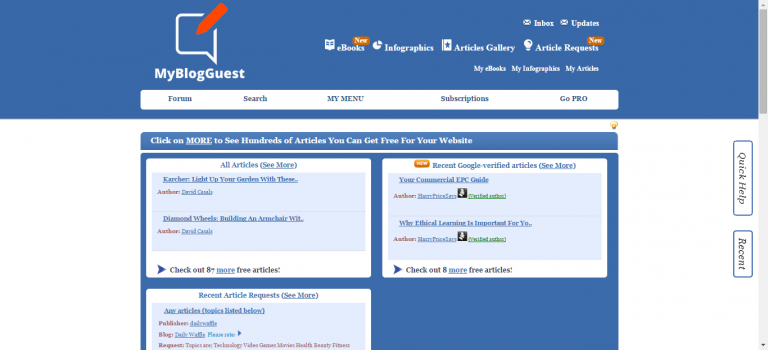 Inbox Updates
New New
eBooks Infographics Articles Gallery Article Requests
MyBlogGuest
My eBooks My Infographics My Articles
Forum Search MY MENU Subscriptions Go PRO
Click on MORE to See Hundreds of Articles You Can Get Free For Your Website
All Articles (See More)
Karcher: Light Up Your Garden With These..
Author: David Casals
Diamond Wheels: Building An Armchair Wit..
Author: David Casals
Check out 87 more free articles!
NEW Recent Google-verified articles (See More)
Your Commercial EPC Guide
Author: HarryPriceSavy (Verified author)
Why Ethical Learning Is Important For Yo..
Author: HarryPriceSavy (Verified author)
Check out 8 more free articles!
Recent Article Requests (See More)
Any articles (topics listed below)
Publisher: dailywaffle
Blog: Daily Waffle Please rate:
Request: Topics are; Technology Video Games Movies Health Beauty Fitness
Quick Help
Recent